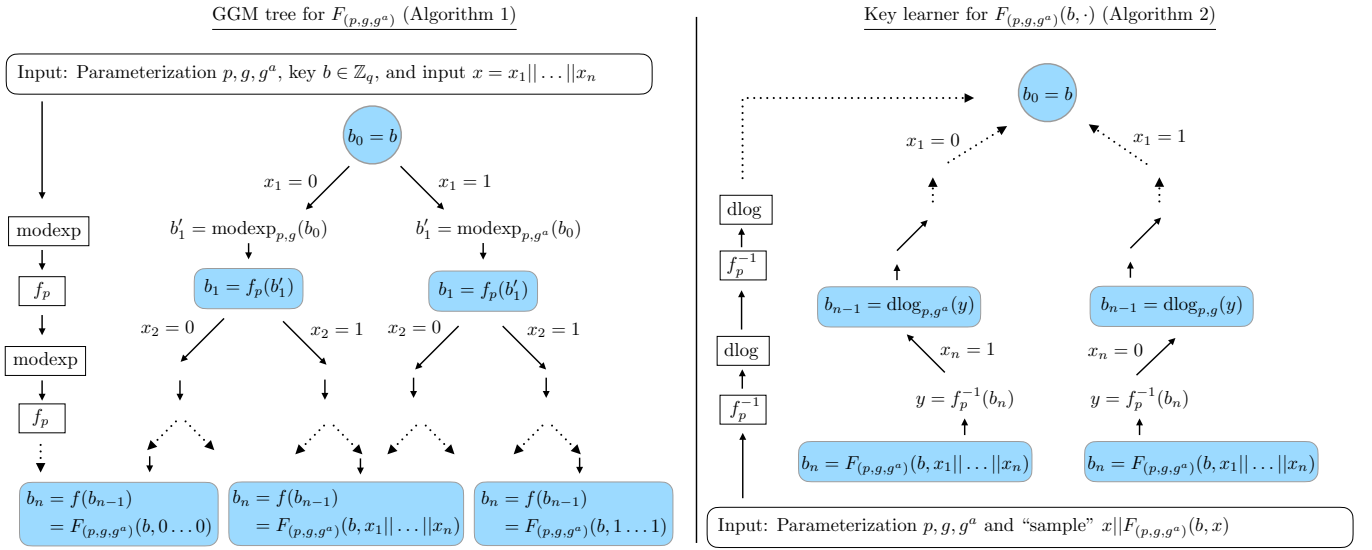 GGM tree for F_{(p,g,g^a)} (Algorithm 1)
Input: Parameterization p, g, g^a, key b ∈ ℤ_q, and input x = x_1||...||x_n
b_0 = b
x_1 = 0
x_1 = 1
modexp
b'_1 = modexp_{p,g}(b_0)
b'_1 = modexp_{p,g^a}(b_0)
f_p
b_1 = f_p(b'_1)
b_1 = f_p(b'_1)
x_2 = 0
x_2 = 1
x_2 = 0
x_2 = 1
modexp
f_p
b_n = f(b_{n-1})
= F_{(p,g,g^a)}(b, 0...0)
b_n = f(b_{n-1})
= F_{(p,g,g^a)}(b, x_1||...||x_n)
b_n = f(b_{n-1})
= F_{(p,g,g^a)}(b, 1...1)
Key learner for F_{(p,g,g^a)}(b, ·) (Algorithm 2)
b_0 = b
x_1 = 0
x_1 = 1
dlog
f_p^{-1}
b_{n-1} = dlog_{p,g^a}(y)
b_{n-1} = dlog_{p,g}(y)
dlog
x_n = 1
x_n = 0
f_p^{-1}
y = f_p^{-1}(b_n)
y = f_p^{-1}(b_n)
b_n = F_{(p,g,g^a)}(b, x_1||...||x_n)
b_n = F_{(p,g,g^a)}(b, x_1||...||x_n)
Input: Parameterization p, g, g^a and “sample” x||F_{(p,g,g^a)}(b, x)